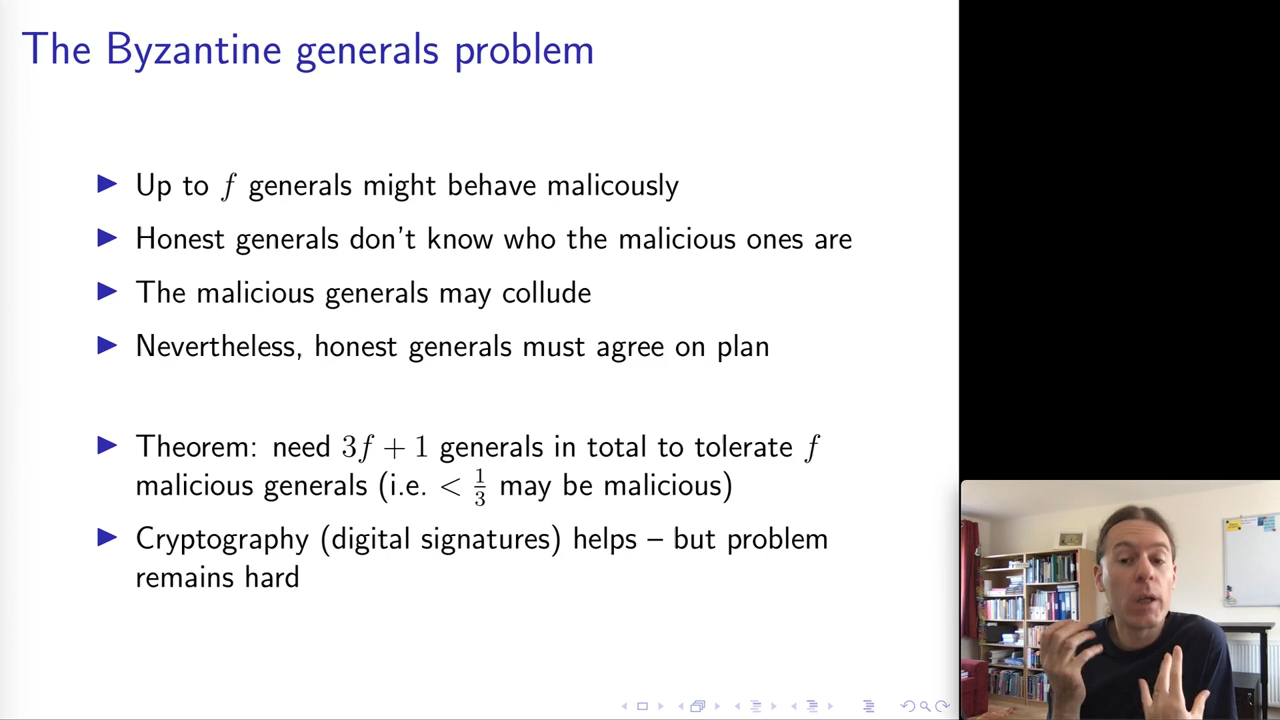 The Byzantine generals problem
Up to f generals might behave malicously
Honest generals don't know who the malicious ones are
The malicious generals may collude
Nevertheless, honest generals must agree on plan
Theorem: need 3f + 1 generals in total to tolerate f
malicious generals (i.e. < 1/3 may be malicious)
Cryptography (digital signatures) helps – but problem
remains hard